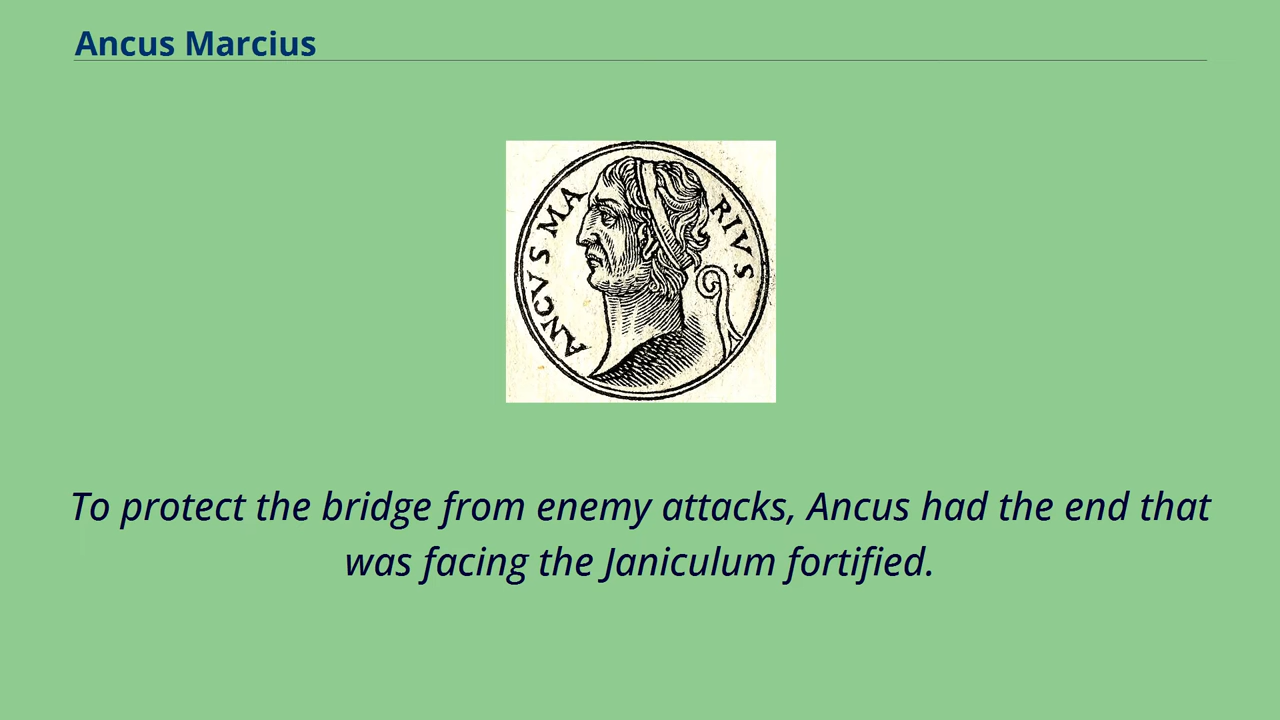 Ancus Marcius
ANCVS MA RIVS
To protect the bridge from enemy attacks, Ancus had the end that
was facing the Janiculum fortified.